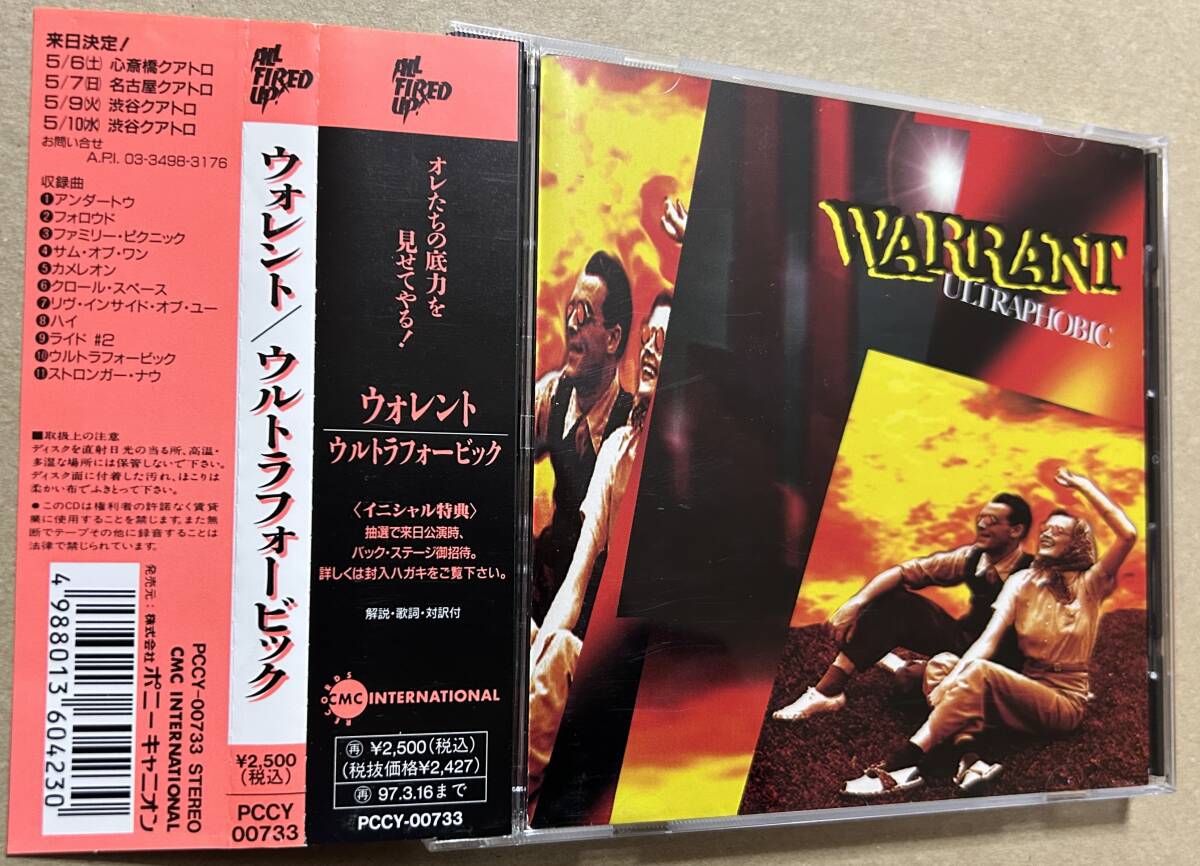 来日決定!
5/6(土) 心斎橋クアトロ
5/7(日) 名古屋クアトロ
5/9(火) 渋谷クアトロ
5/10(水) 渋谷クアトロ
お問い合せ
A.P.I. 03-3498-3176
収録曲
❶アンダートウ
❷フォロウド
❸ファミリー・ピクニック
❹サム・オブ・ワン
❺カメレオン
❻クロール・スペース
❼リヴ・インサイド・オブ・ユー
❽ハイ
❾ライド #2
❿ウルトラフォービック
⓫ストロンガー・ナウ
■取扱上の注意
ディスクを直射日光の当る所、高温・
多湿な場所には保管しないで下さい。
ディスク面に付着した汚れ、ほこりは
柔かい布でふきとって下さい。
●このCDは権利者の許諾なく賃貸
業に使用することを禁じます。また無
断でテープその他に録音することは
法律で禁じられています。
4 988013 604230
発売元:株式会社ポニーキャニオン
CMC INTERNATIONAL
PCCY-00733 STEREO
ALL
FIRED
UP!
ウォレント/ウルトラフォービック
¥2,500
(税込)
PCCY
00733
ALL
FIRED
UP!
オレたちの底力を
見せてやる!
ウォレント
ウルトラフォービック
〈イニシャル特典〉
抽選で来日公演時、
バック・ステージ御招待。
詳しくは封入ハガキをご覧下さい。
解説・歌詞・対訳付
RECORDS
CMC INTERNATIONAL
再 ¥2,500(税込)
(税抜価格¥2,427)
再 97.3.16まで
PCCY-00733
WARRANT
ULTRAPHOBIC